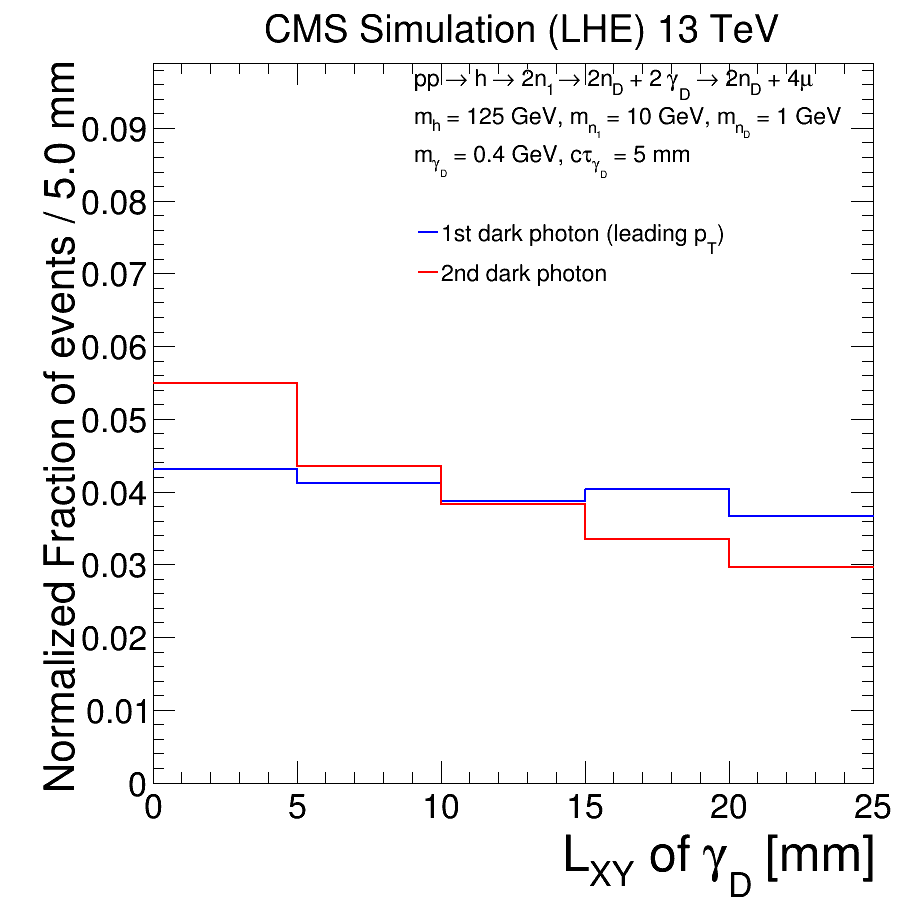 CMS Simulation (LHE) 13 TeV
pp → h → 2n₁ → 2n_D + 2 γ_D → 2n_D + 4μ
m_h = 125 GeV, m_n₁ = 10 GeV, m_n_D = 1 GeV
m_γ_D = 0.4 GeV, cτ_γ_D = 5 mm
1st dark photon (leading p_T)
2nd dark photon
Normalized Fraction of events / 5.0 mm
0.09
0.08
0.07
0.06
0.05
0.04
0.03
0.02
0.01
0
0 5 10 15 20 25
L_XY of γ_D [mm]